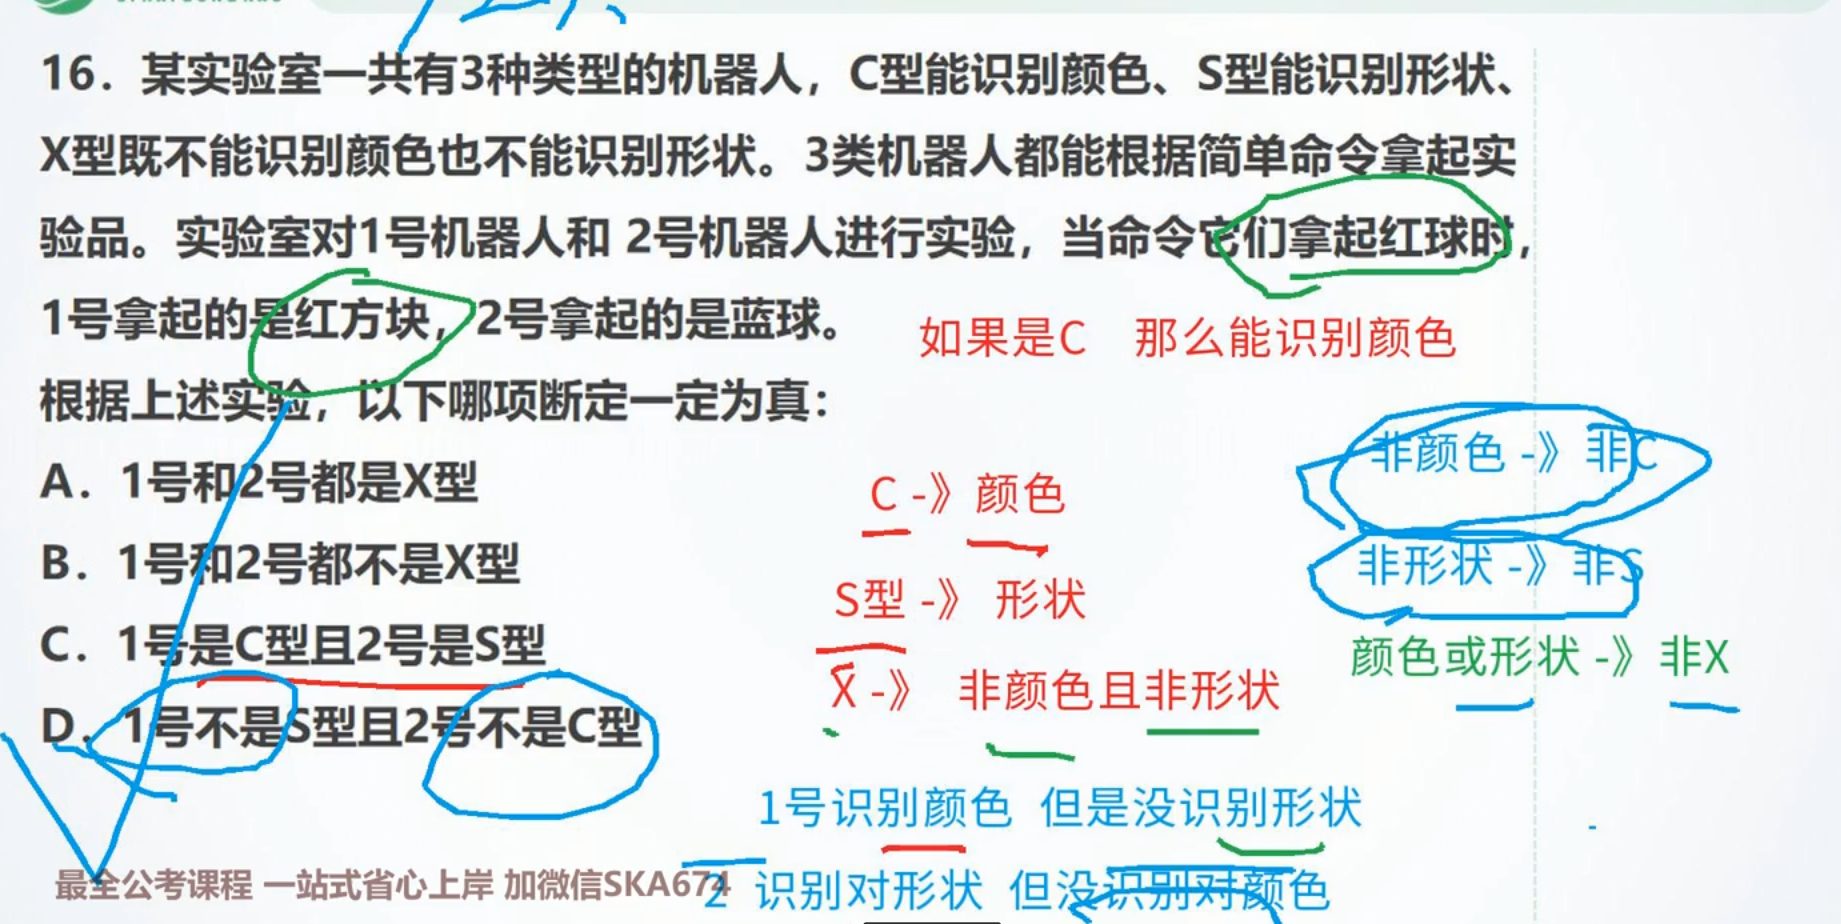 16. 某实验室一共有3种类型的机器人，C型能识别颜色、S型能识别形状、
X型既不能识别颜色也不能识别形状。3类机器人都能根据简单命令拿起实
验品。实验室对1号机器人和 2号机器人进行实验，当命令它们拿起红球时，
1号拿起的是红方块，2号拿起的是蓝球。
如果是C 那么能识别颜色
根据上述实验，以下哪项断定一定为真：
非颜色 -》非C
A. 1号和2号都是X型
C -》颜色
B. 1号和2号都不是X型
非形状 -》非S
S型 -》 形状
C. 1号是C型且2号是S型
颜色或形状 -》非X
X -》 非颜色且非形状
D. 1号不是S型且2号不是C型
1号识别颜色 但是没识别形状
最全公考课程 一站式省心上岸 加微信SKA674
2 识别对形状 但没识别对颜色